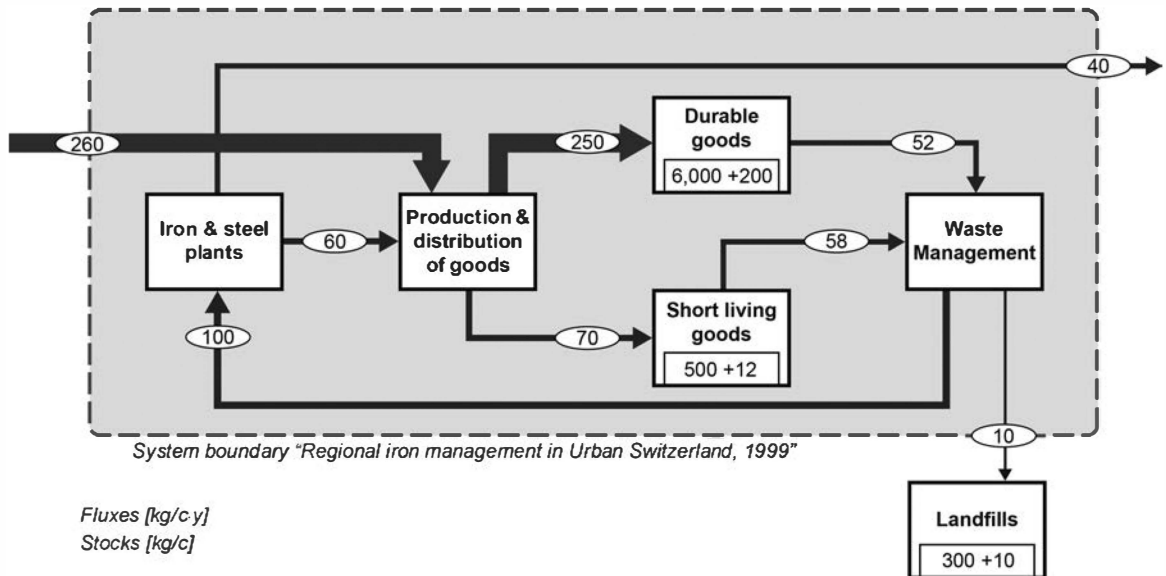 40
260
250
Durable
goods
6,000 +200
52
Iron & steel
plants
60
Production &
distribution
of goods
58
Waste
Management
100
70
Short living
goods
500 +12
10
System boundary “Regional iron management in Urban Switzerland, 1999”
Fluxes [kg/c·y]
Stocks [kg/c]
Landfills
300 +10